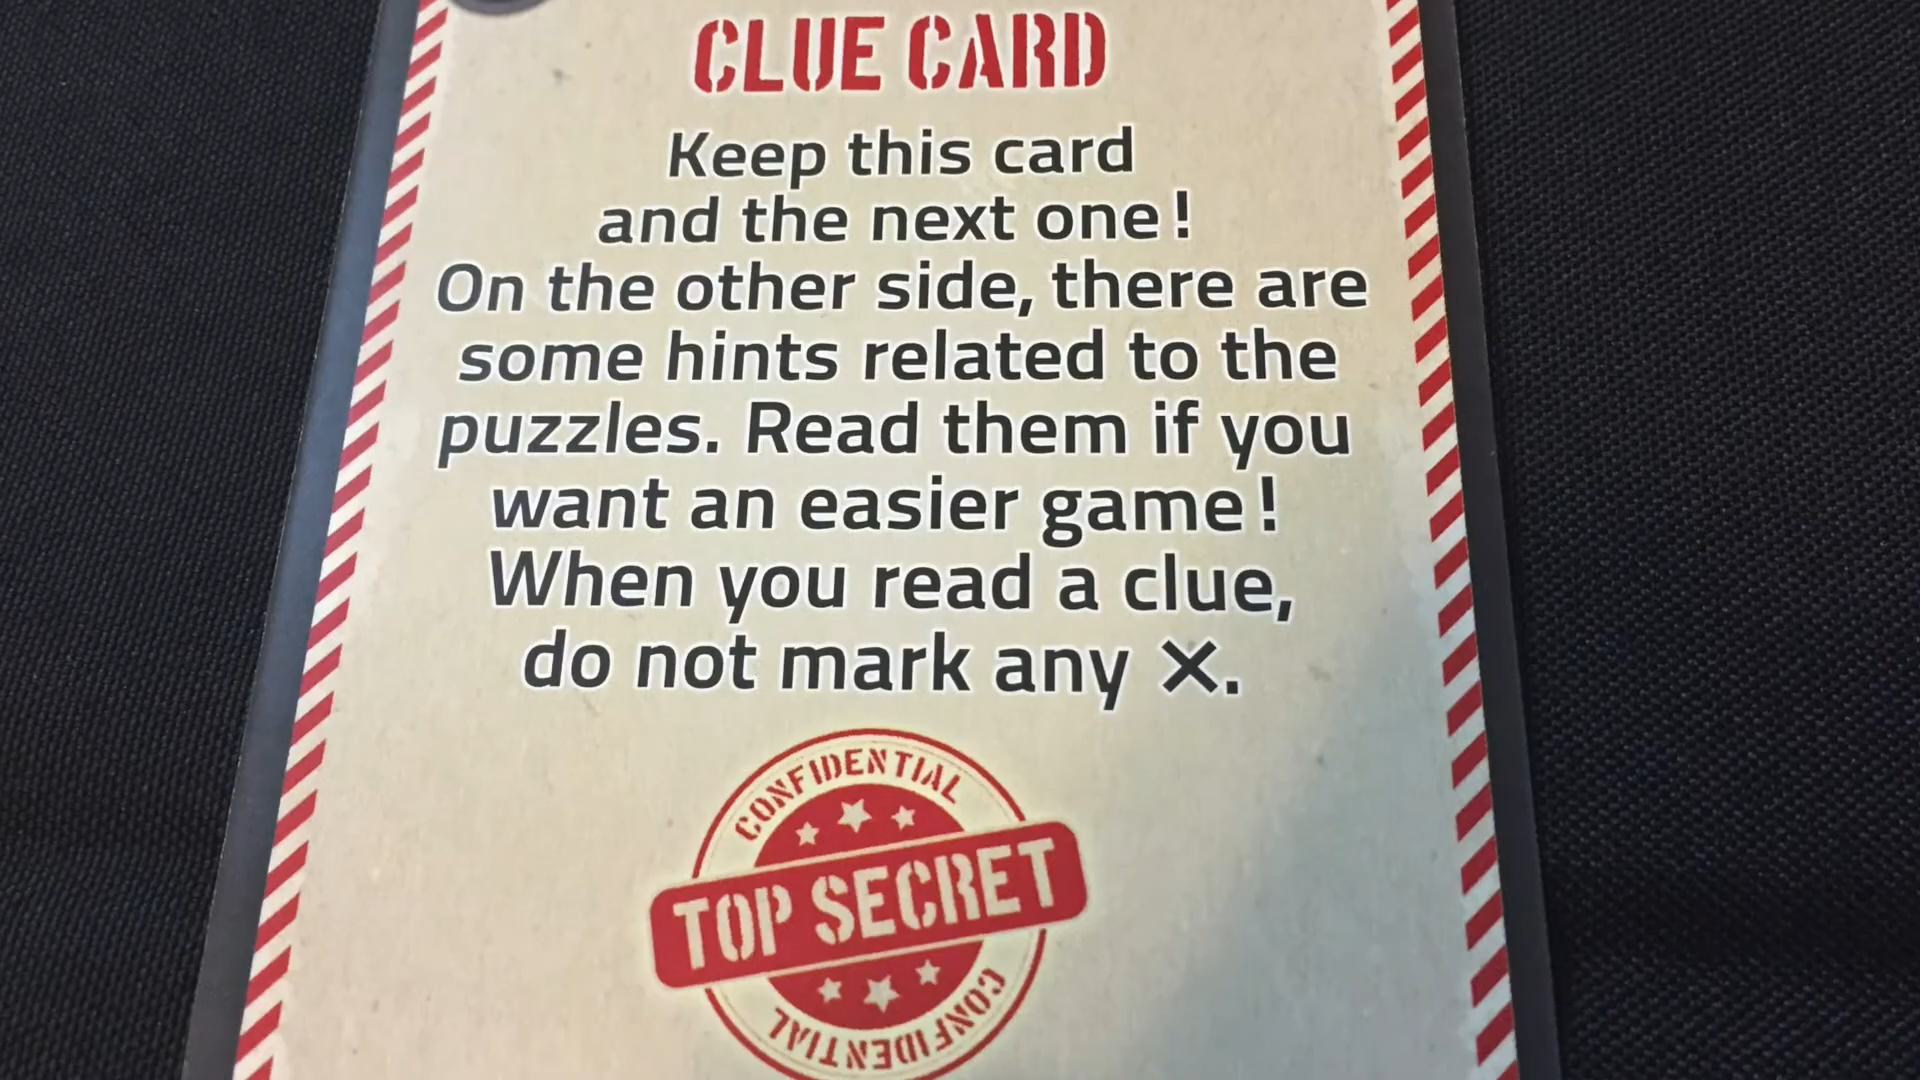 CLUE CARD
Keep this card
and the next one!
On the other side, there are
some hints related to the
puzzles. Read them if you
want an easier game!
When you read a clue,
do not mark any ✕.
CONFIDENTIAL
TOP SECRET
CONFIDENTIAL